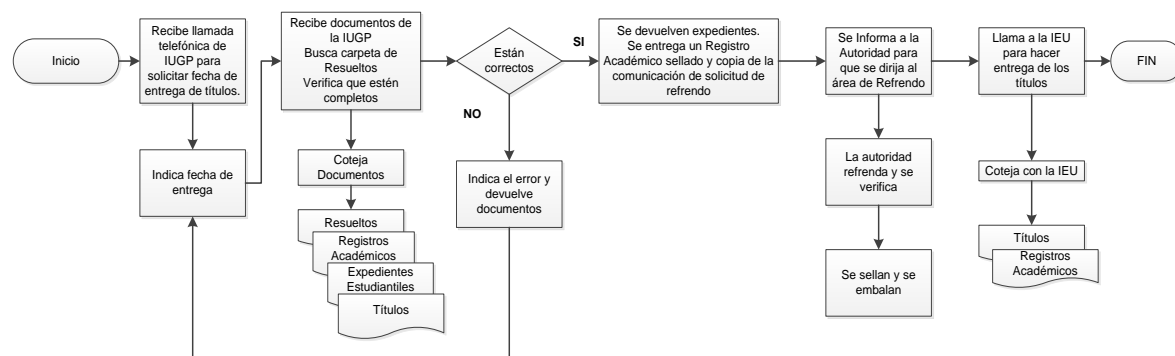 Inicio
Recibe llamada
telefónica de
IUGP para
solicitar fecha de
entrega de títulos.
Indica fecha de
entrega
Recibe documentos de
la IUGP
Busca carpeta de
Resueltos
Verifica que estén
completos
Coteja
Documentos
Resueltos
Registros
Académicos
Expedientes
Estudiantiles
Títulos
Están
correctos
SI
NO
Indica el error y
devuelve
documentos
Se devuelven expedientes.
Se entrega un Registro
Académico sellado y copia de la
comunicación de solicitud de
refrendo
Se Informa a la
Autoridad para
que se dirija al
área de Refrendo
La autoridad
refrenda y se
verifica
Se sellan y se
embalan
Llama a la IEU
para hacer
entrega de los
títulos
Coteja con la IEU
Títulos
Registros
Académicos
FIN